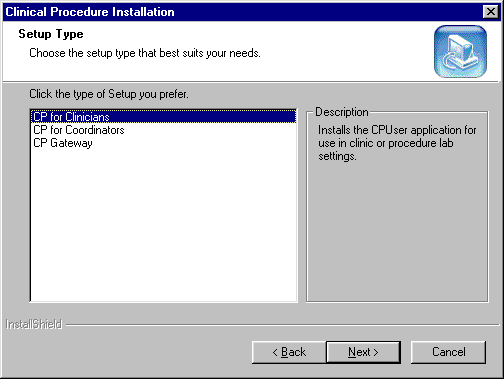 Clinical Procedure Installation
Setup Type
Choose the setup type that best suits your needs.
Click the type of Setup you prefer.
CP for Clinicians
CP for Coordinators
CP Gateway
Description
Installs the CPUser application for
use in clinic or procedure lab
settings.
InstallShield
< Back
Next >
Cancel